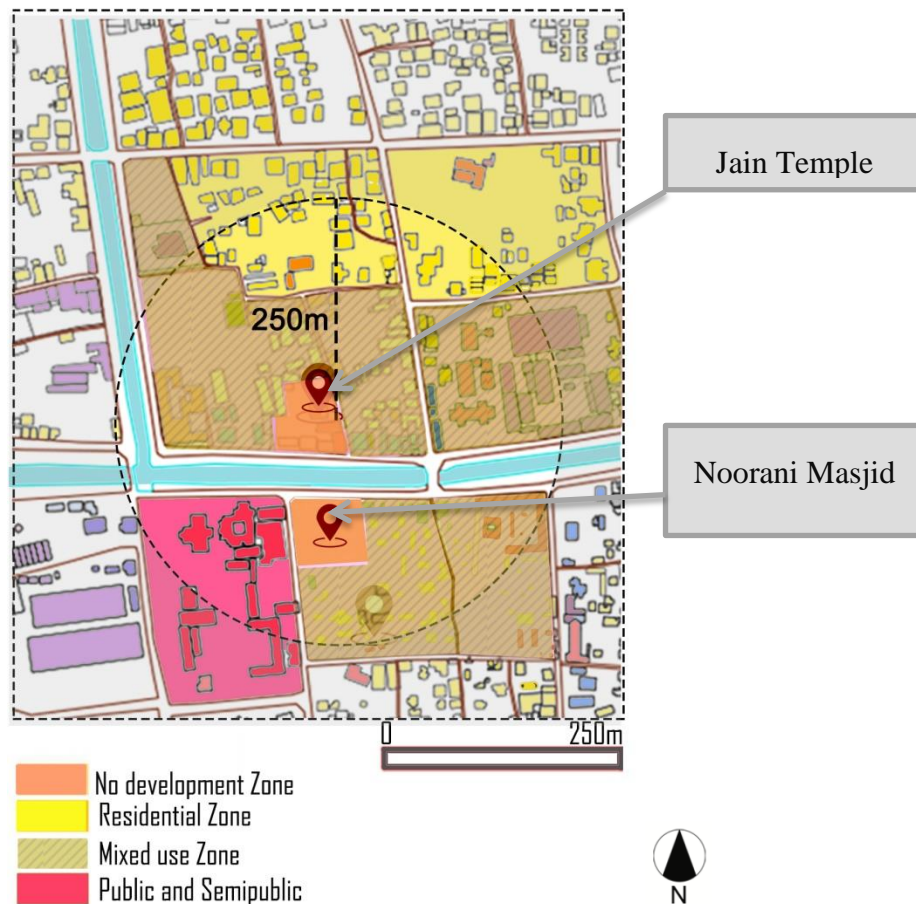 Jain Temple
250m
Noorani Masjid
0 250m
No development Zone
Residential Zone
Mixed use Zone
Public and Semipublic
N